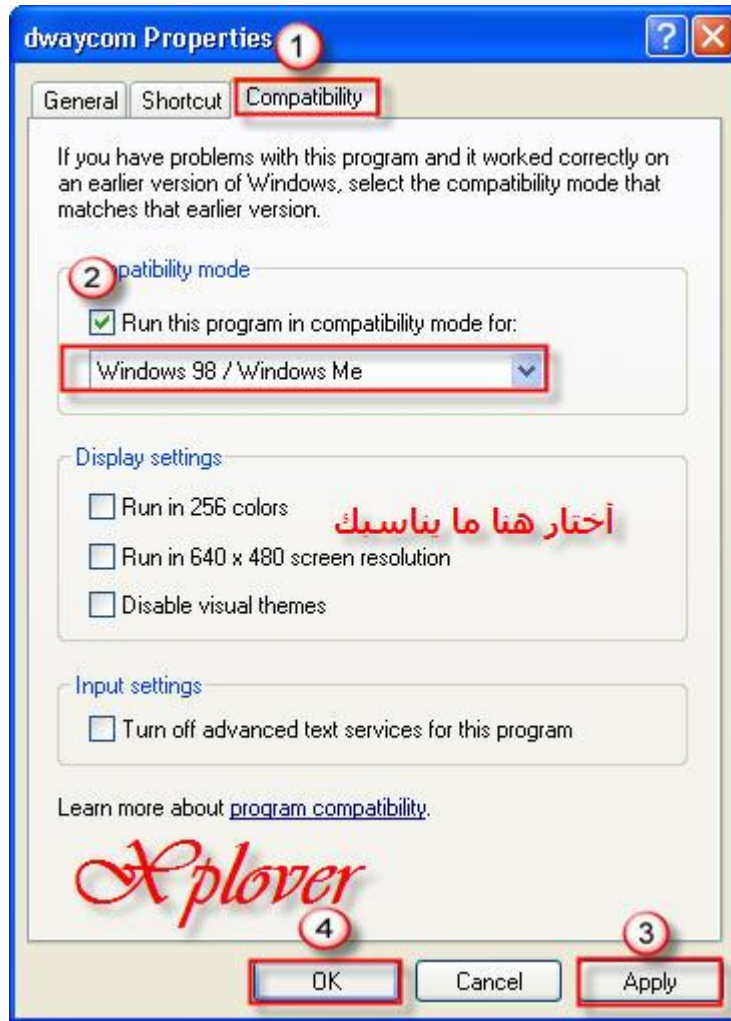 dwaycom Properties
1
General Shortcut Compatibility
If you have problems with this program and it worked correctly on
an earlier version of Windows, select the compatibility mode that
matches that earlier version.
2
patibility mode
Run this program in compatibility mode for:
Windows 98 / Windows Me
Display settings
Run in 256 colors
أختار هنا ما يناسبك
Run in 640 x 480 screen resolution
Disable visual themes
Input settings
Turn off advanced text services for this program
Learn more about program compatibility.
Xplover
4 3
OK Cancel Apply